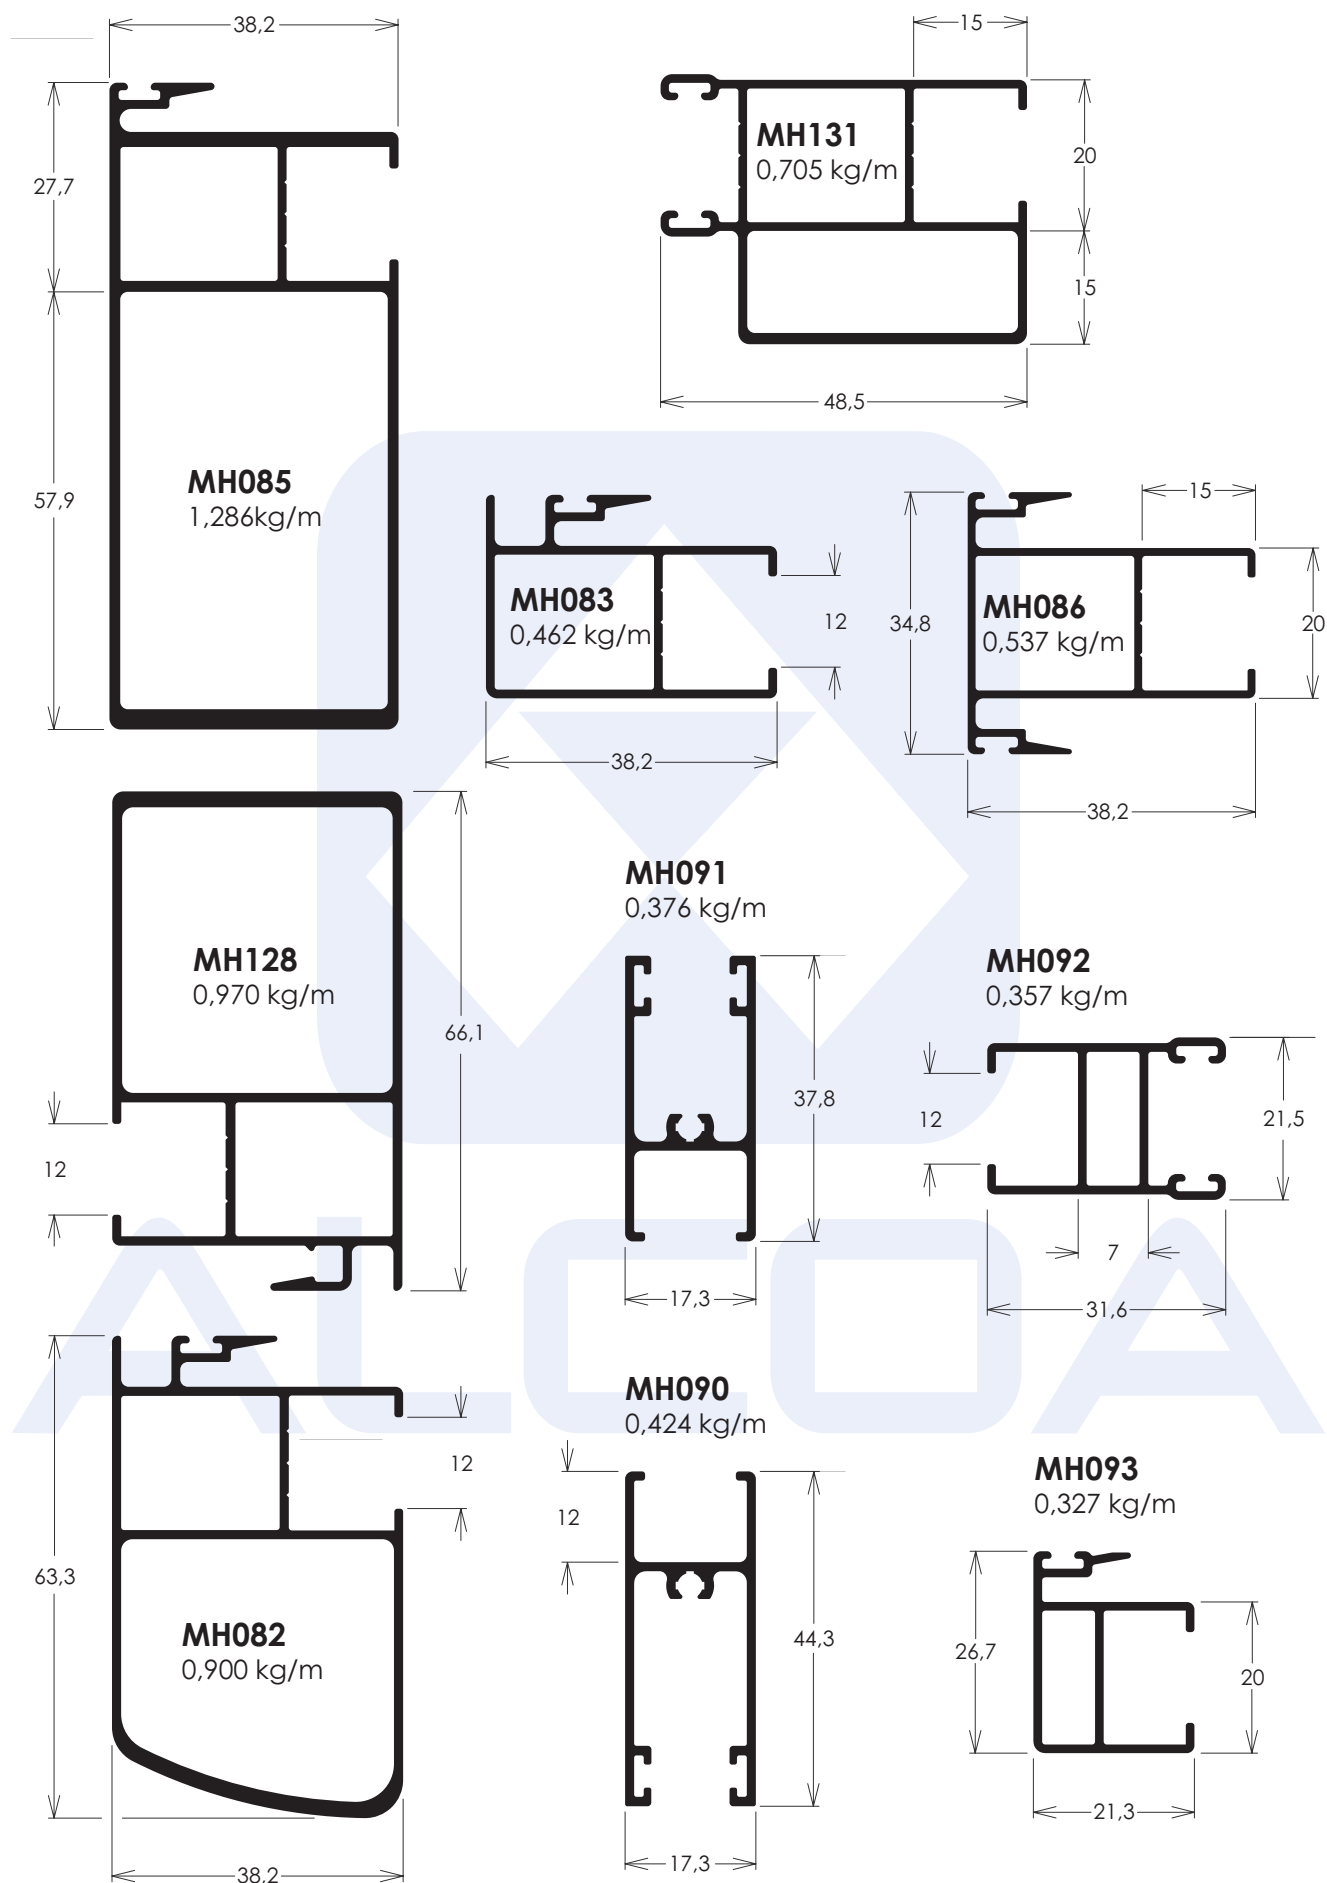 38,2
15
27,7
MH131
0,705 kg/m
20
15
48,5
57,9
MH085
1,286kg/m
15
MH083
0,462 kg/m
12
38,2
34,8
MH086
0,537 kg/m
20
38,2
MH091
0,376 kg/m
MH128
0,970 kg/m
66,1
12
37,8
17,3
MH092
0,357 kg/m
12
21,5
7
31,6
ALCOA
63,3
12
MH082
0,900 kg/m
38,2
MH090
0,424 kg/m
12
44,3
17,3
MH093
0,327 kg/m
26,7
20
21,3